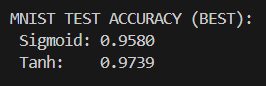 MNIST TEST ACCURACY (BEST):
Sigmoid: 0.9580
Tanh: 0.9739